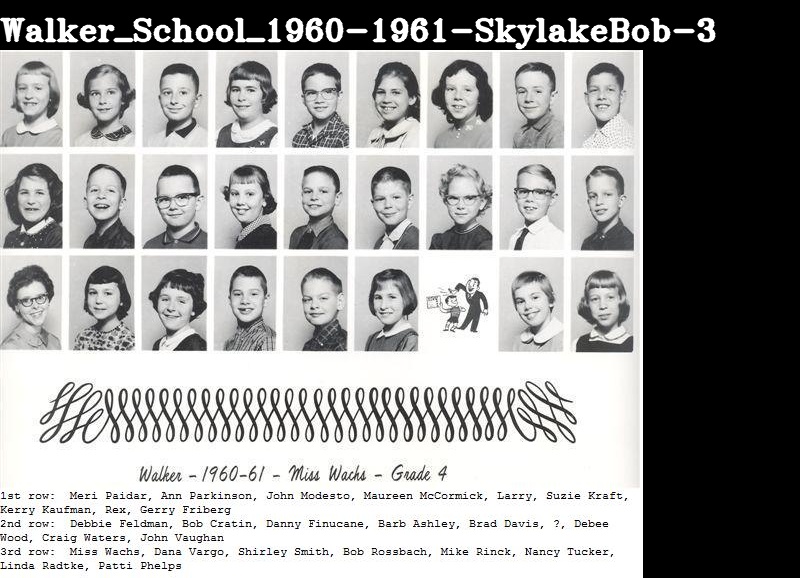 Walker_School_1960-1961-SkylakeBob-3
Walker - 1960-61 - Miss Wachs - Grade 4
1st row:  Meri Paidar, Ann Parkinson, John Modesto, Maureen McCormick, Larry, Suzie Kraft,
Kerry Kaufman, Rex, Gerry Friberg
2nd row:  Debbie Feldman, Bob Cratin, Danny Finucane, Barb Ashley, Brad Davis, ?, Debee
Wood, Craig Waters, John Vaughan
3rd row:  Miss Wachs, Dana Vargo, Shirley Smith, Bob Rossbach, Mike Rinck, Nancy Tucker,
Linda Radtke, Patti Phelps